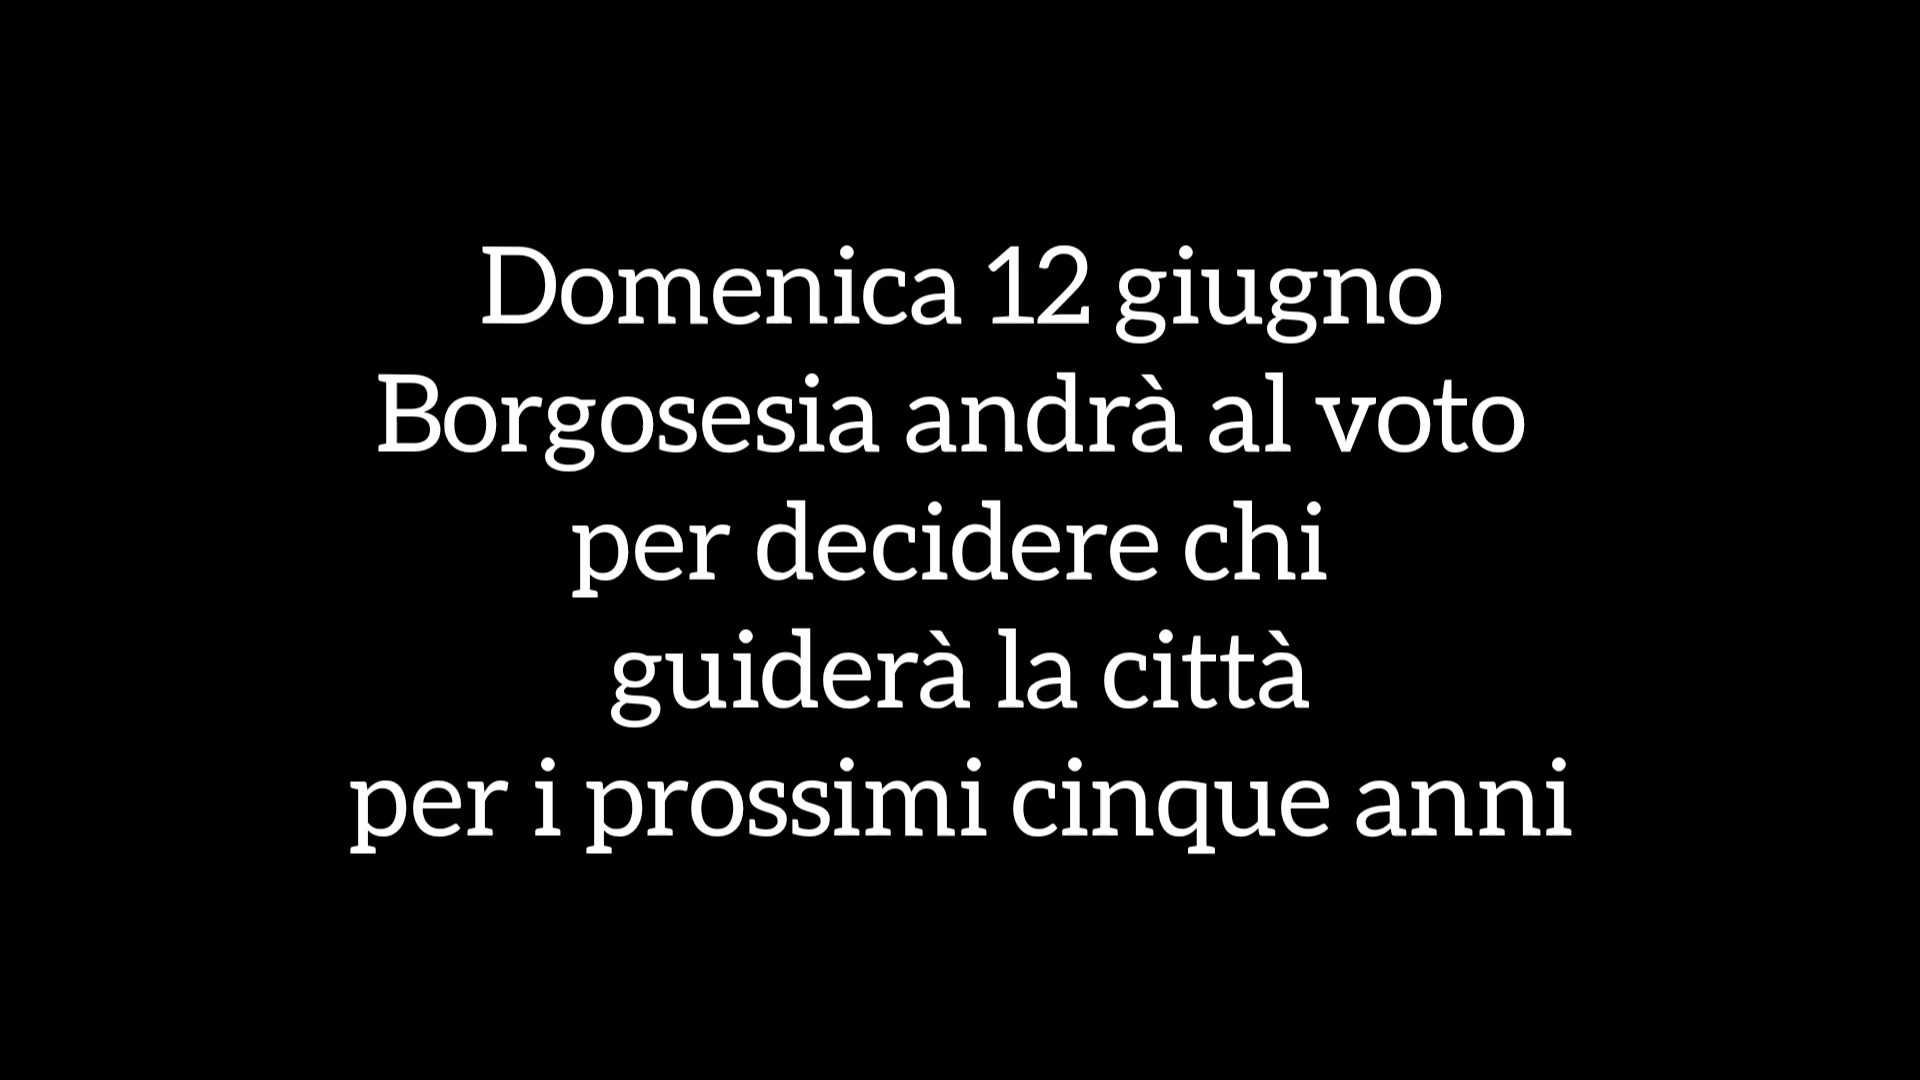 Domenica 12 giugno
Borgosesia andrà al voto
per decidere chi
guiderà la città
per i prossimi cinque anni